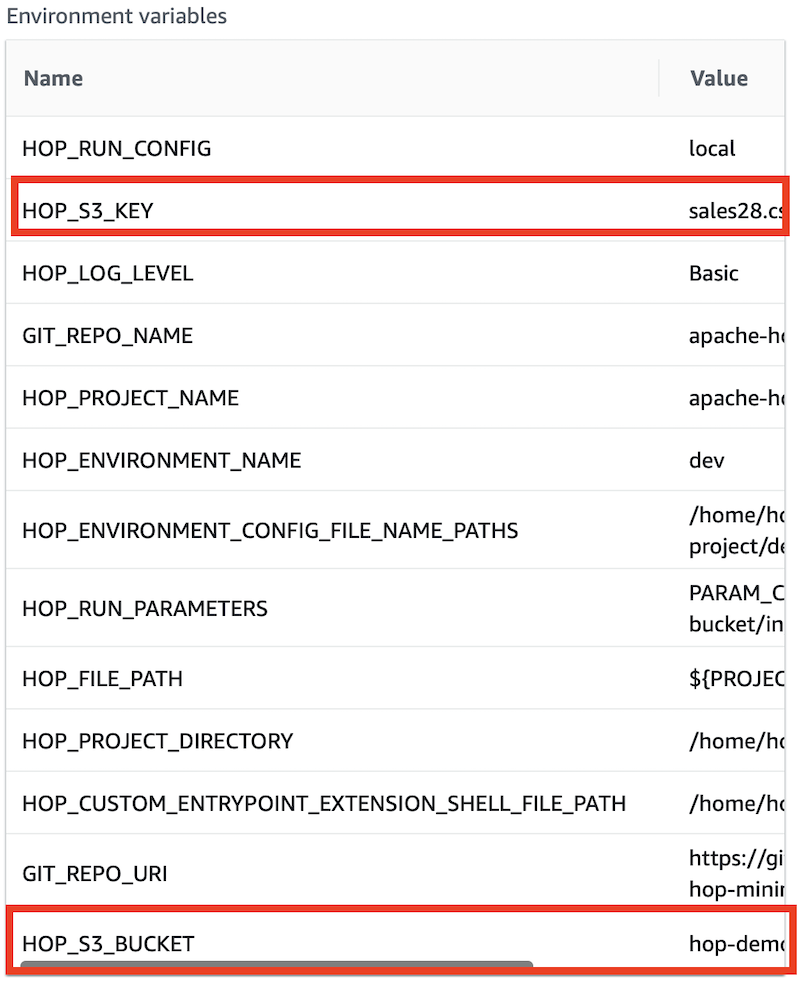 Environment variables
Name Value
HOP_RUN_CONFIG local
HOP_S3_KEY sales28.cs
HOP_LOG_LEVEL Basic
GIT_REPO_NAME apache-ho
HOP_PROJECT_NAME apache-ho
HOP_ENVIRONMENT_NAME dev
HOP_ENVIRONMENT_CONFIG_FILE_NAME_PATHS /home/ho
project/de
HOP_RUN_PARAMETERS PARAM_C
bucket/in
HOP_FILE_PATH ${PROJEC
HOP_PROJECT_DIRECTORY /home/ho
HOP_CUSTOM_ENTRYPOINT_EXTENSION_SHELL_FILE_PATH /home/ho
GIT_REPO_URI https://gi
hop-minin
HOP_S3_BUCKET hop-demo